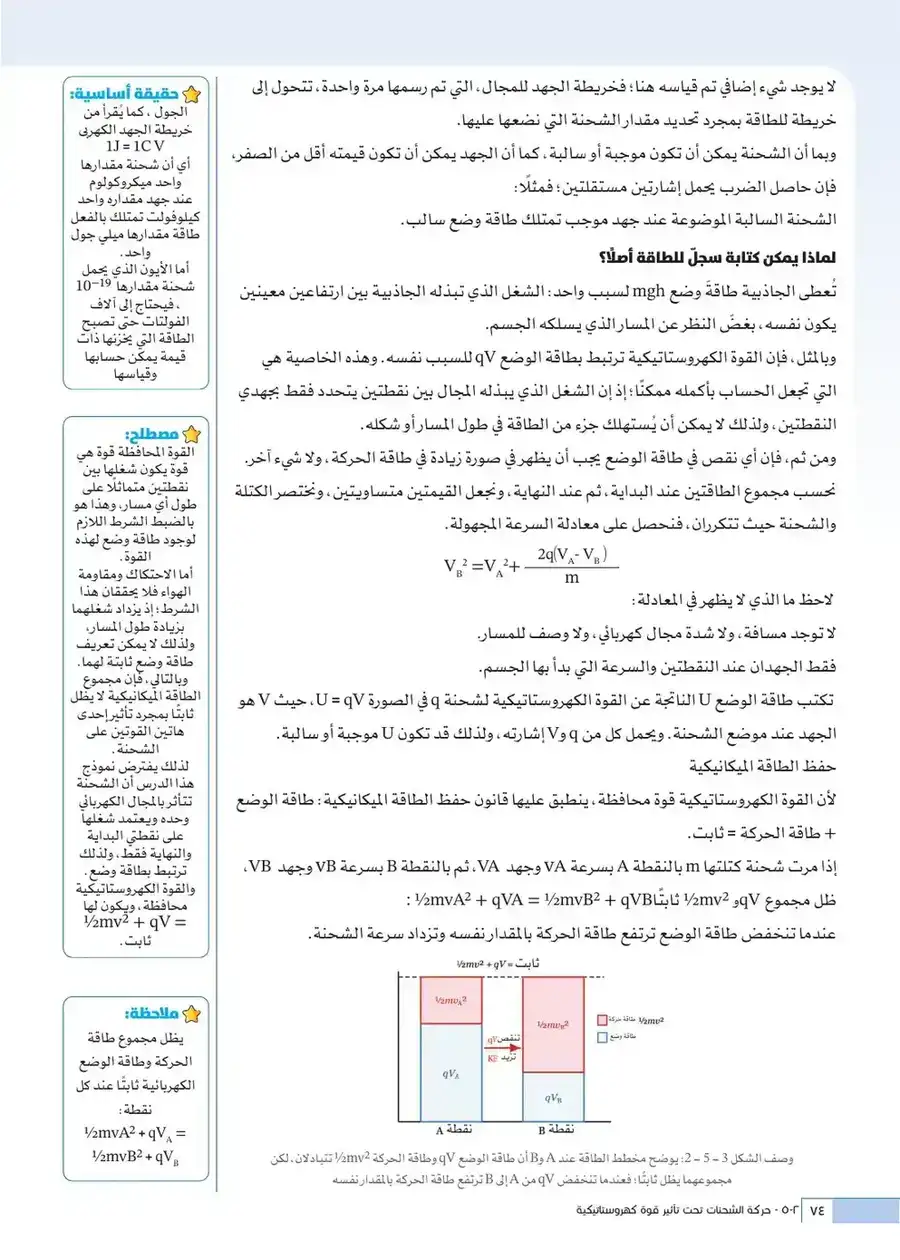 لا يوجد شيء إضافي تم قياسه هنا؛ فخريطة الجهد للمجال، التي تم رسمها مرة واحدة، تتحول إلى
خريطة للطاقة بمجرد تحديد مقدار الشحنة التي نضعها عليها.
وبما أن الشحنة يمكن أن تكون موجبة أو سالبة، كما أن الجهد يمكن أن تكون قيمته أقل من الصفر،
فإن حاصل الضرب يحمل إشارتين مستقلتين؛ فمثلًا:
الشحنة السالبة الموضوعة عند جهد موجب تمتلك طاقة وضع سالب.
لماذا يمكن كتابة سجلّ للطاقة أصلًا؟
تُعطى الجاذبية طاقةَ وضع mgh لسبب واحد: الشغل الذي تبذله الجاذبية بين ارتفاعين معينين
يكون نفسه، بغضّ النظر عن المسار الذي يسلكه الجسم.
وبالمثل، فإن القوة الكهروستاتيكية ترتبط بطاقة الوضع qV للسبب نفسه. وهذه الخاصية هي
التي تجعل الحساب بأكمله ممكنًا؛ إذ إن الشغل الذي يبذله المجال بين نقطتين يتحدد فقط بجهدي
النقطتين، ولذلك لا يمكن أن يُستهلك جزء من الطاقة في طول المسار أو شكله.
ومن ثم، فإن أي نقص في طاقة الوضع يجب أن يظهر في صورة زيادة في طاقة الحركة، ولا شيء آخر.
نحسب مجموع الطاقتين عند البداية، ثم عند النهاية، ونجعل القيمتين متساويتين، ونختصر الكتلة
والشحنة حيث تتكرران، فنحصل على معادلة السرعة المجهولة.
V_B² = V_A² + 2q(V_A - V_B) / m
لاحظ ما الذي لا يظهر في المعادلة:
لا توجد مسافة، ولا شدة مجال كهربائي، ولا وصف للمسار.
فقط الجهدان عند النقطتين والسرعة التي بدأ بها الجسم.
تكتب طاقة الوضع U الناتجة عن القوة الكهروستاتيكية لشحنة q في الصورة U = qV، حيث V هو
الجهد عند موضع الشحنة. ويحمل كل من q وV إشارته، ولذلك قد تكون U موجبة أو سالبة.
حفظ الطاقة الميكانيكية
لأن القوة الكهروستاتيكية قوة محافظة، ينطبق عليها قانون حفظ الطاقة الميكانيكية: طاقة الوضع
+ طاقة الحركة = ثابت.
إذا مرت شحنة كتلتها m بالنقطة A بسرعة vA وجهد VA، ثم بالنقطة B بسرعة vB وجهد VB،
ظل مجموع qV و ½mv² ثابتًا ½mvA² + qVA = ½mvB² + qVB :
عندما تنخفض طاقة الوضع ترتفع طاقة الحركة بالمقدار نفسه وتزداد سرعة الشحنة.
½mv² + qV = ثابت
½mv_A²
qV_A
تنقص qV
تزيد KE
½mv_B²
qV_B
نقطة A
نقطة B
½mv² طاقة حركة
طاقة وضع
وصف الشكل 3 – 5 – 2: يوضح مخطط الطاقة عند A وB أن طاقة الوضع qV وطاقة الحركة ½mv² تتبادلان. لكن
مجموعهما يظل ثابتًا؛ فعندما تنخفض qV من A إلى B ترتفع طاقة الحركة بالمقدار نفسه
حقيقة أساسية:
الجول، كما يُقرأ من
خريطة الجهد الكهربى
1J = 1C V
أي أن شحنة مقدارها
واحد ميكروكولوم
عند جهد مقداره واحد
كيلوفولت تمتلك بالفعل
طاقة مقدارها ميلي جول
واحد.
أما الأيون الذي يحمل
شحنة مقدارها 10⁻¹⁹
، فيحتاج إلى آلاف
الفولتات حتى تصبح
الطاقة التي يخزنها ذات
قيمة يمكن حسابها
وقياسها
مصطلح:
القوة المحافظة قوة هي
قوة يكون شغلها بين
نقطتين متماثلًا على
طول أي مسار، وهذا هو
بالضبط الشرط اللازم
لوجود طاقة وضع لهذه
القوة.
أما الاحتكاك ومقاومة
الهواء فلا يحققان هذا
الشرط؛ إذ يزداد شغلهما
بزيادة طول المسار،
ولذلك لا يمكن تعريف
طاقة وضع ثابتة لهما.
وبالتالي، فإن مجموع
الطاقة الميكانيكية لا يظل
ثابتًا بمجرد تأثير إحدى
هاتين القوتين على
الشحنة.
لذلك يفترض نموذج
هذا الدرس أن الشحنة
تتأثر بالمجال الكهربائي
وحده ويعتمد شغلها
على نقطتي البداية
والنهاية فقط، ولذلك
ترتبط بطاقة وضع.
والقوة الكهروستاتيكية
محافظة، ويكون لها
½mv² + qV =
ثابت.
ملاحظة:
يظل مجموع طاقة
الحركة وطاقة الوضع
الكهربائية ثابتًا عند كل
نقطة:
½mvA² + qV_A =
½mvB² + qV_B
٧٤ ٢-٥ - حركة الشحنات تحت تأثير قوة كهروستاتيكية